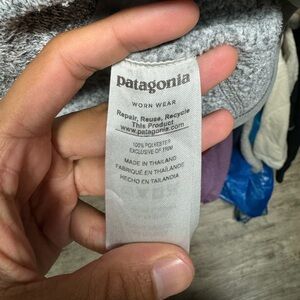 patagonia
WORN WEAR
Repair, Reuse, Recycle
This Product
www.patagonia.com
100% POLYESTER
EXCLUSIVE OF TRIM
MADE IN THAILAND
FABRIQUÉ EN THAÏLANDE
HECHO EN TAILANDIA